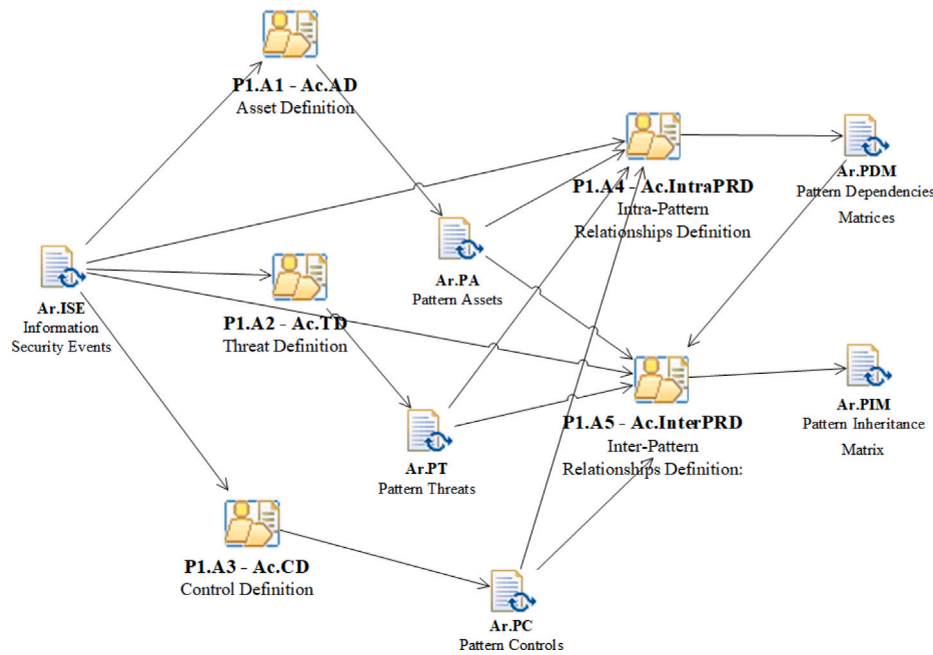 P1.A1 - Ac.AD
Asset Definition
P1.A4 - Ac.IntraPRD
Intra-Pattern
Relationships Definition
Ar.PDM
Pattern Dependencies
Matrices
Ar.PA
Pattern Assets
Ar.ISE
Information
Security Events
P1.A2 - Ac.TD
Threat Definition
P1.A5 - Ac.InterPRD
Inter-Pattern
Relationships Definition:
Ar.PIM
Pattern Inheritance
Matrix
Ar.PT
Pattern Threats
P1.A3 - Ac.CD
Control Definition
Ar.PC
Pattern Controls